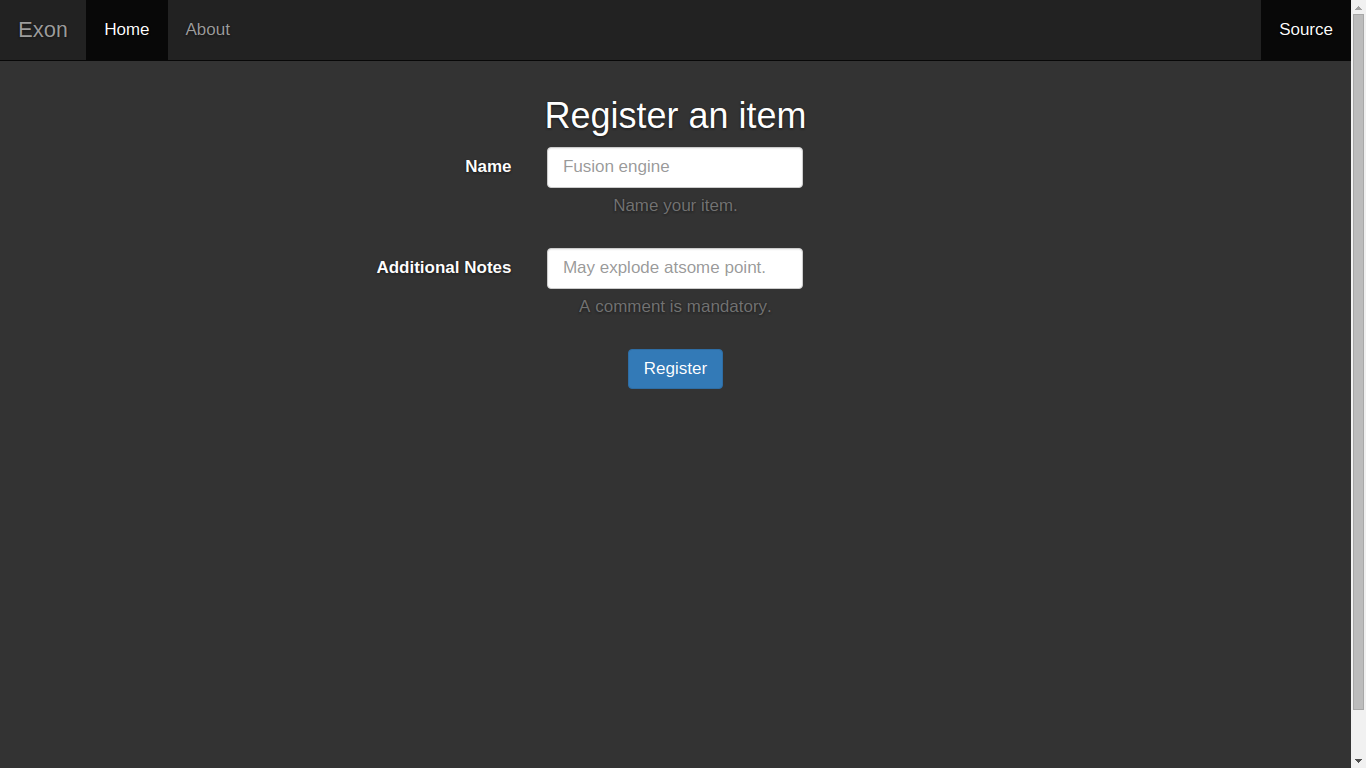 Exon Home About Source
Register an item
Name Fusion engine
Name your item.
Additional Notes May explode atsome point.
A comment is mandatory.
Register